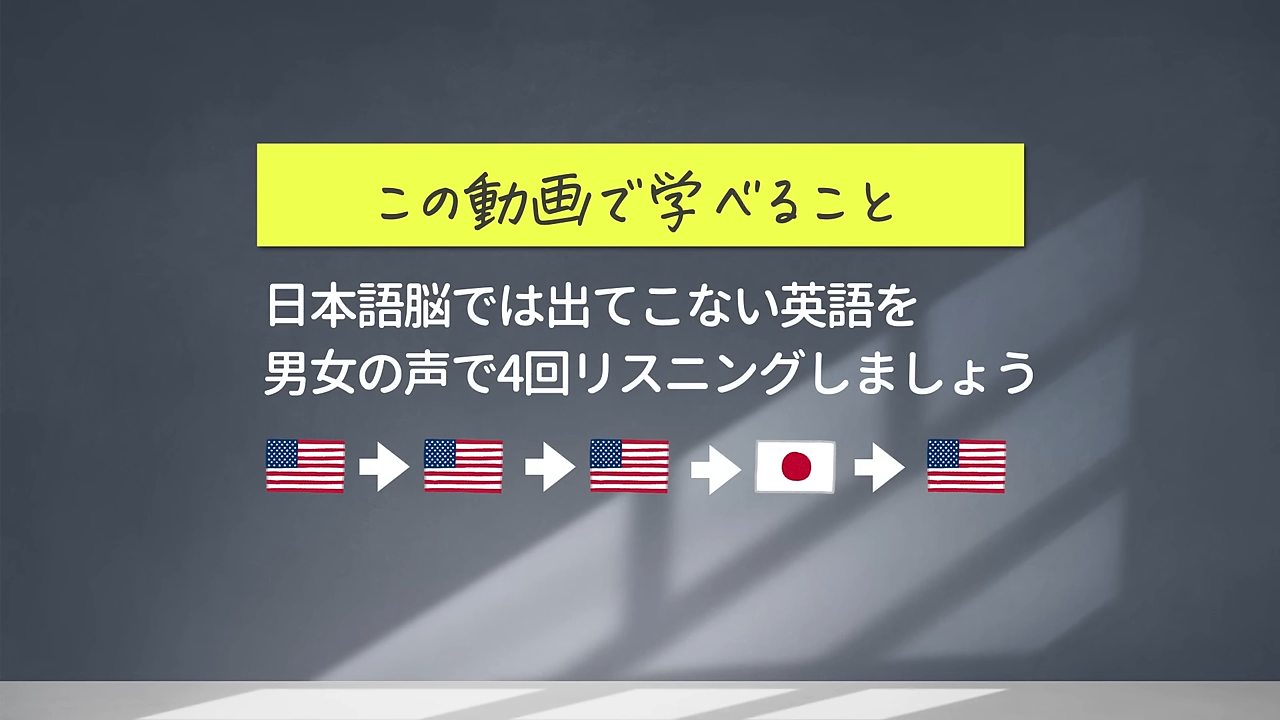 この動画で学べること
日本語脳では出てこない英語を
男女の声で4回リスニングしましょう